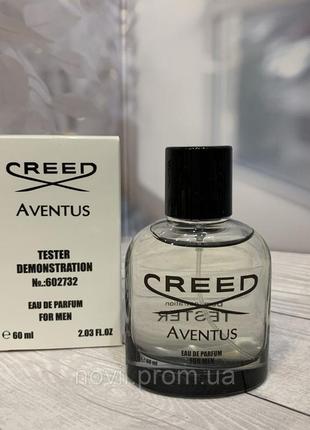 CREED
AVENTUS
TESTER
DEMONSTRATION
No.:602732
EAU DE PARFUM
FOR MEN
℮ 60 ml 2.03 FL.OZ
CREED
TESTER
AVENTUS
EAU DE PARFUM
FOR MEN
novii.prom.ua